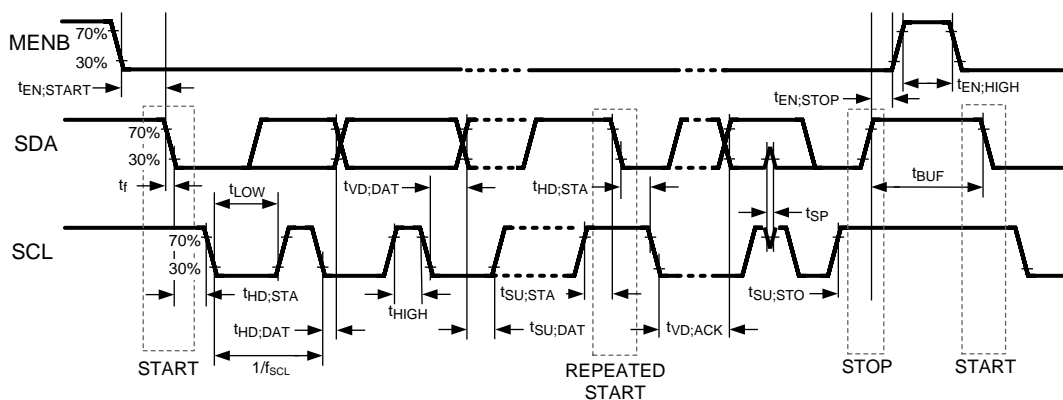 MENB
70%
30%
tEN;START
tEN;STOP
tEN;HIGH
SDA
70%
30%
tf
tLOW
tVD;DAT
tHD;STA
tSP
tBUF
SCL
70%
30%
tHD;STA
tHD;DAT
tHIGH
tSU;STA
tSU;DAT
tVD;ACK
tSU;STO
1/fSCL
START
REPEATED
START
STOP
START